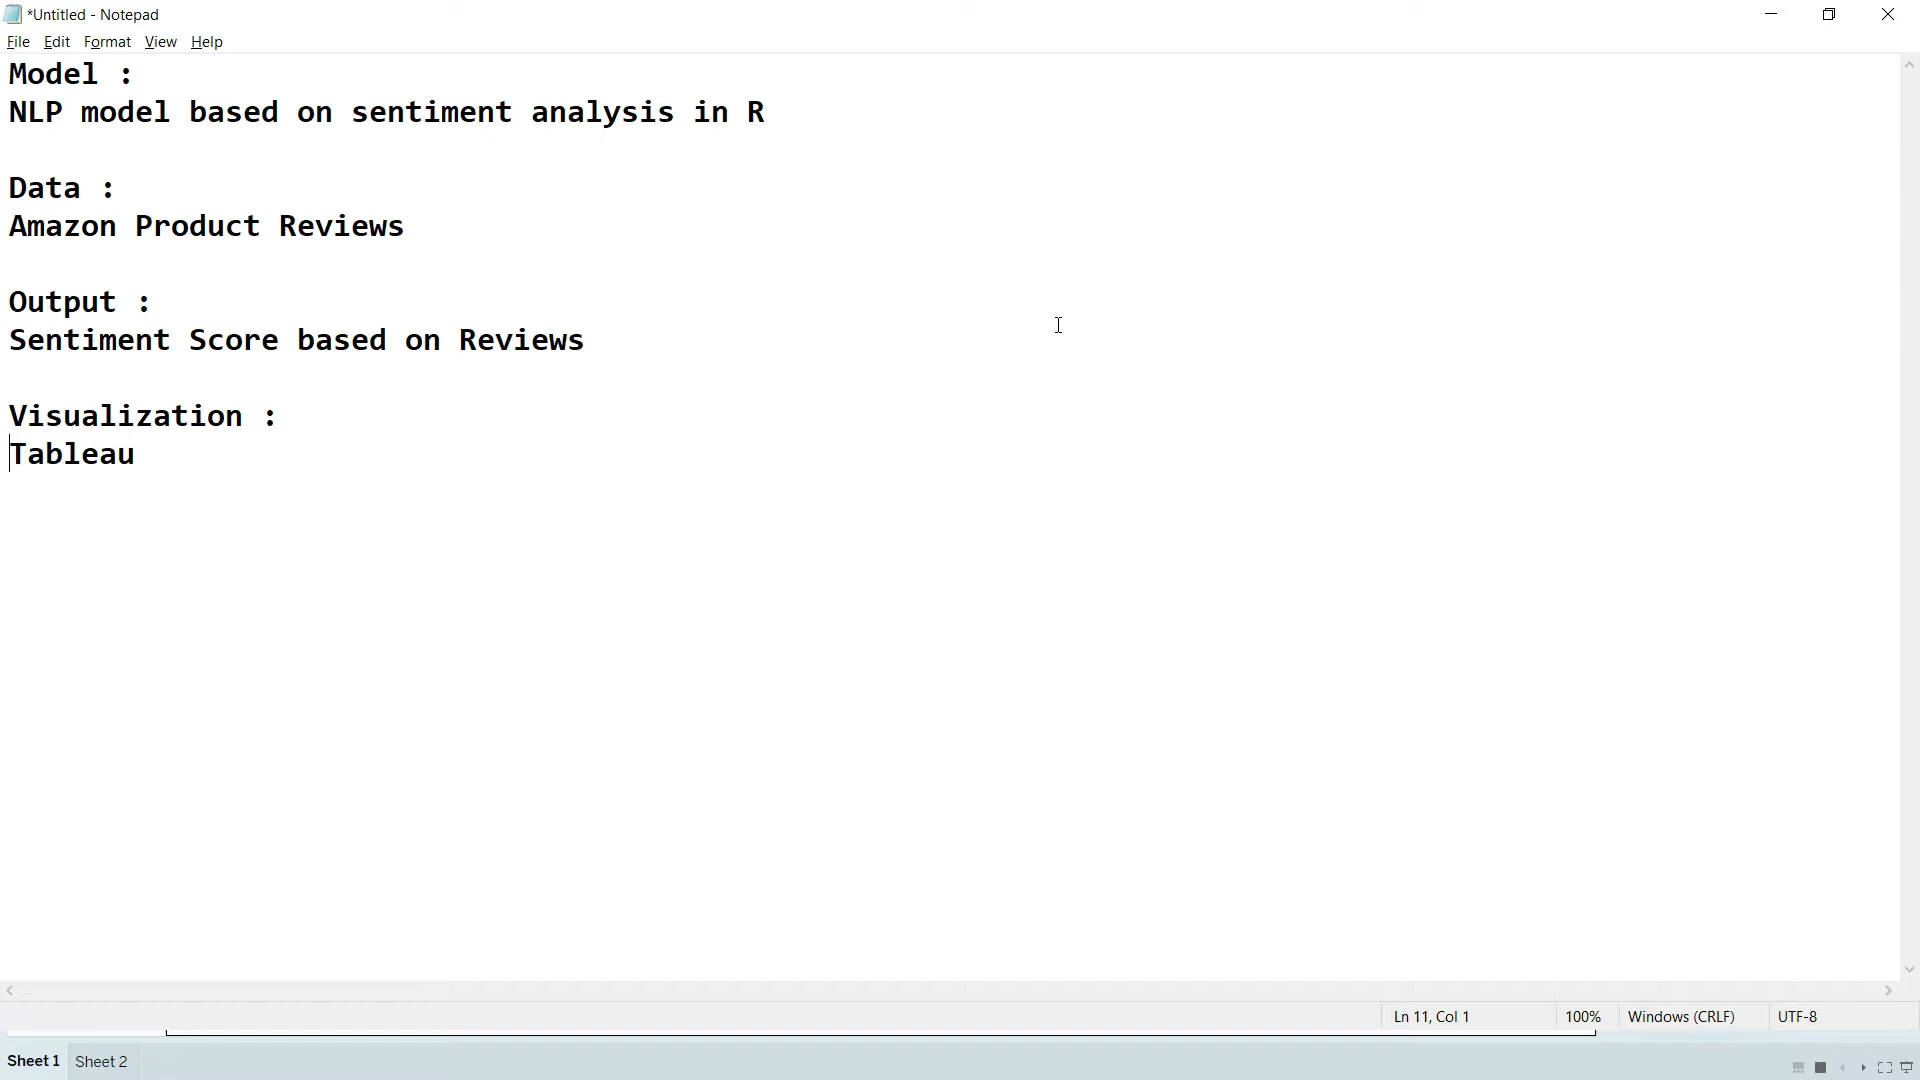 *Untitled - Notepad
File Edit Format View Help
Model :
NLP model based on sentiment analysis in R
Data :
Amazon Product Reviews
Output :
Sentiment Score based on Reviews
Visualization :
Tableau
Ln 11, Col 1 100% Windows (CRLF) UTF-8
Sheet 1 Sheet 2